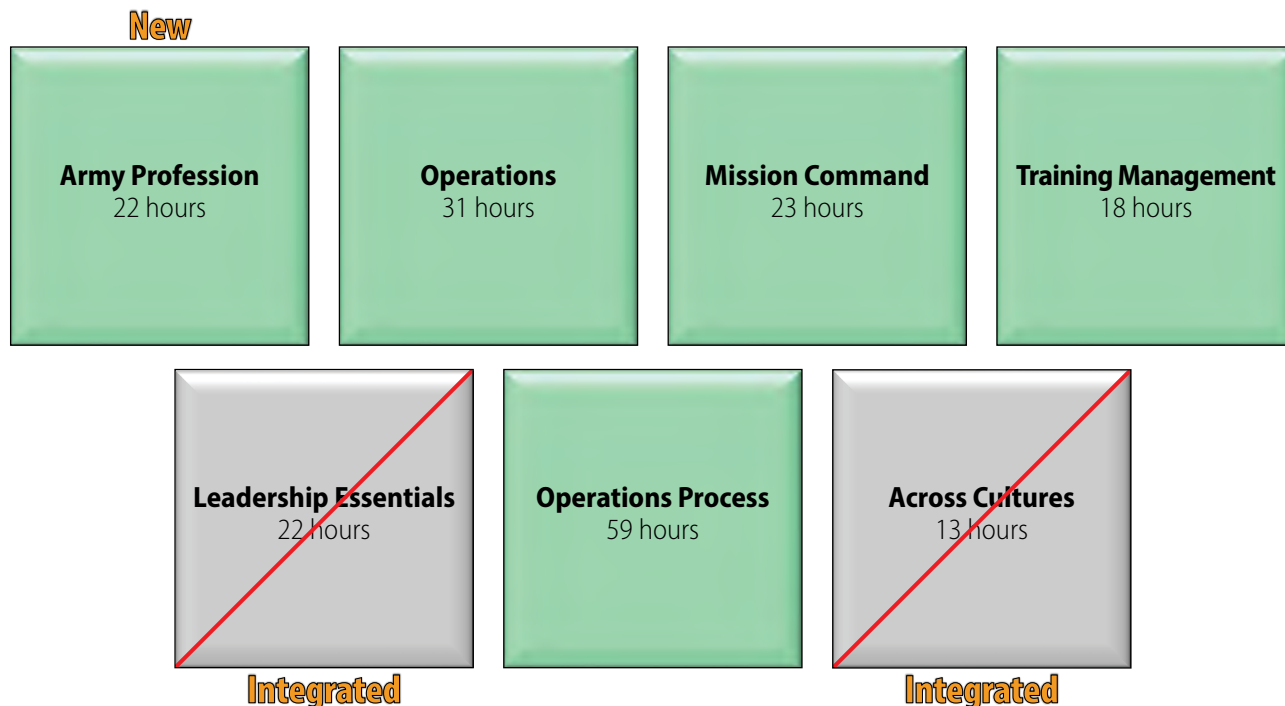 New
Army Profession
22 hours
Operations
31 hours
Mission Command
23 hours
Training Management
18 hours
Leadership Essentials
22 hours
Integrated
Operations Process
59 hours
Across Cultures
13 hours
Integrated